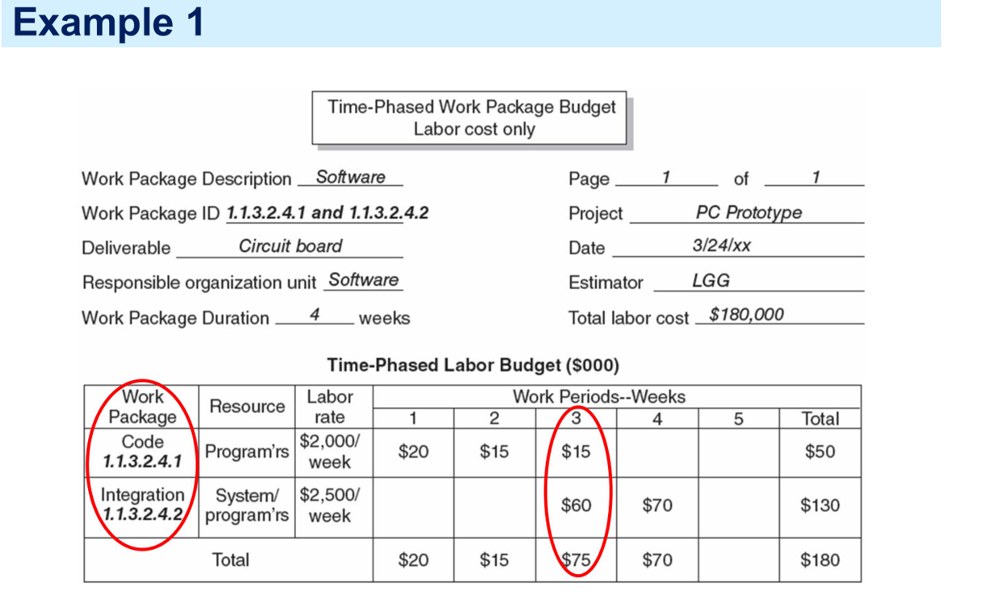 Example 1
Time-Phased Work Package Budget
Labor cost only
Work Package Description Software
Page 1 of 1
Work Package ID 1.1.3.2.4.1 and 1.1.3.2.4.2
Project PC Prototype
Deliverable Circuit board
Date 3/24/xx
Responsible organization unit Software
Estimator LGG
Work Package Duration 4 weeks
Total labor cost $180,000
Time-Phased Labor Budget ($000)
Work Package Resource Labor rate Work Periods--Weeks
1 2 3 4 5 Total
Code 1.1.3.2.4.1 Program'rs $2,000/ week $20 $15 $15 $50
Integration 1.1.3.2.4.2 System/ program'rs $2,500/ week $60 $70 $130
Total $20 $15 $75 $70 $180